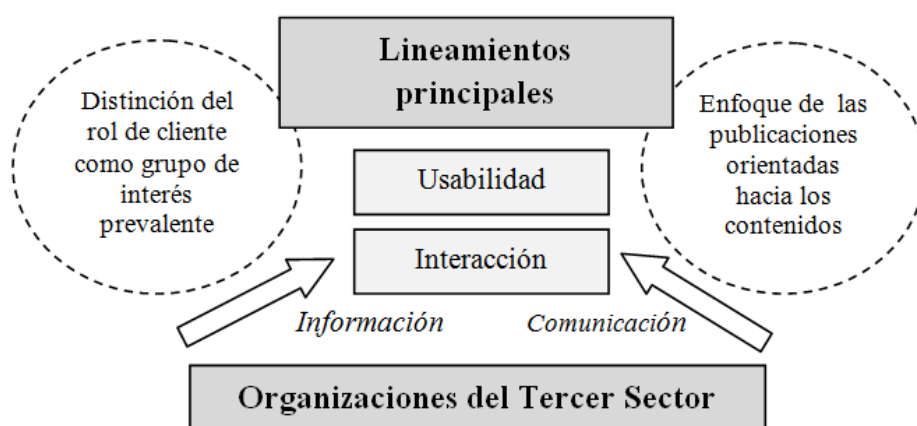 Lineamientos
principales
Distinción del
rol de cliente
como grupo de
interés
prevalente
Enfoque de las
publicaciones
orientadas
hacia los
contenidos
Usabilidad
Interacción
Información
Comunicación
Organizaciones del Tercer Sector